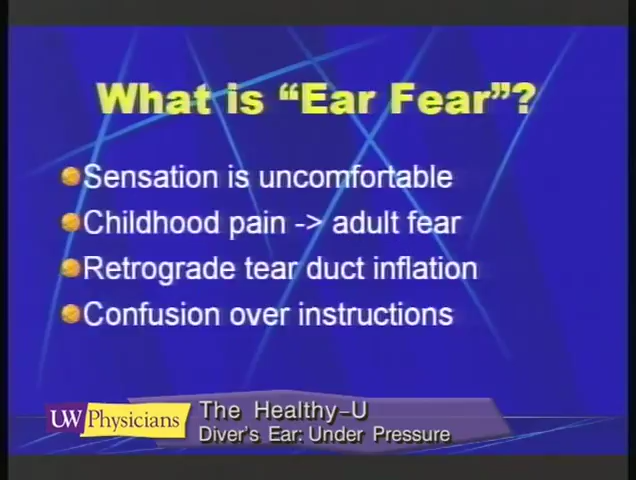 What is “Ear Fear”?
Sensation is uncomfortable
Childhood pain -> adult fear
Retrograde tear duct inflation
Confusion over instructions
UW Physicians
The Healthy-U
Diver's Ear: Under Pressure